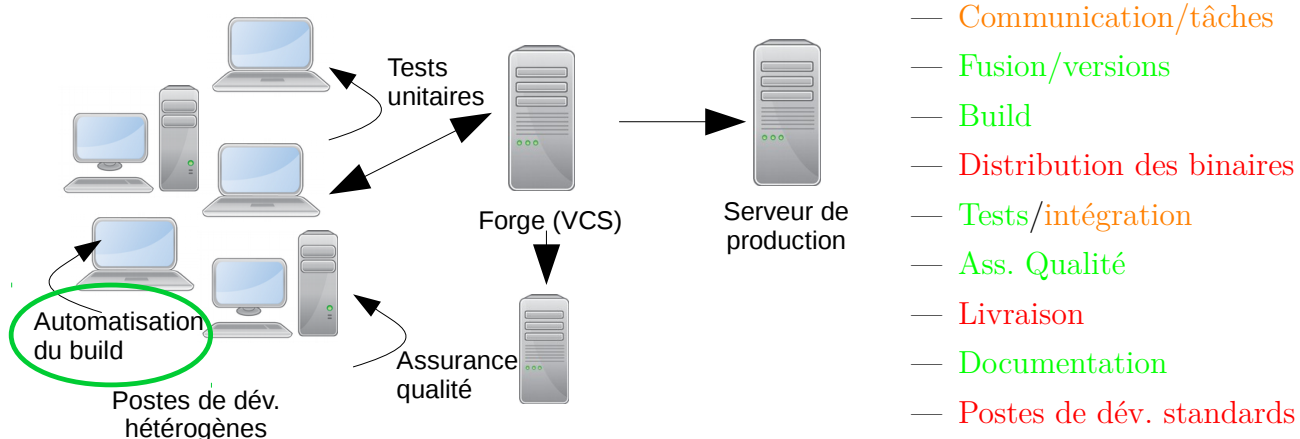 Tests
unitaires
Forge (VCS)
Serveur de
production
Automatisation
du build
Assurance
qualité
Postes de dév.
hétérogènes
— Communication/tâches
— Fusion/versions
— Build
— Distribution des binaires
— Tests/intégration
— Ass. Qualité
— Livraison
— Documentation
— Postes de dév. standards